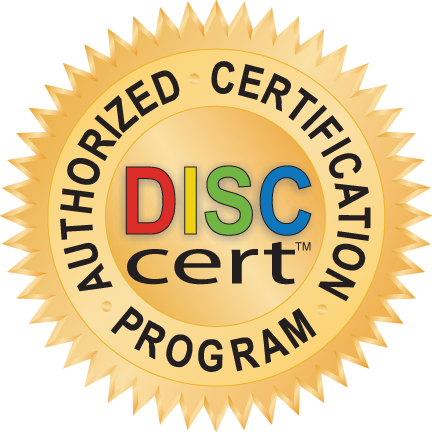 AUTHORIZED CERTIFICATION
DISC
cert™
PROGRAM